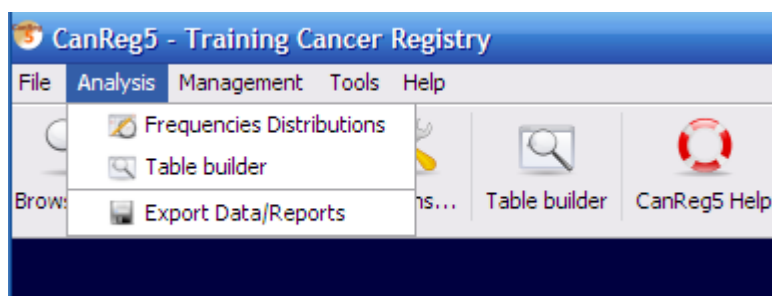 CanReg5 - Training Cancer Registry
File Analysis Management Tools Help
Frequencies Distributions
Table builder
Export Data/Reports
Table builder CanReg5 Help